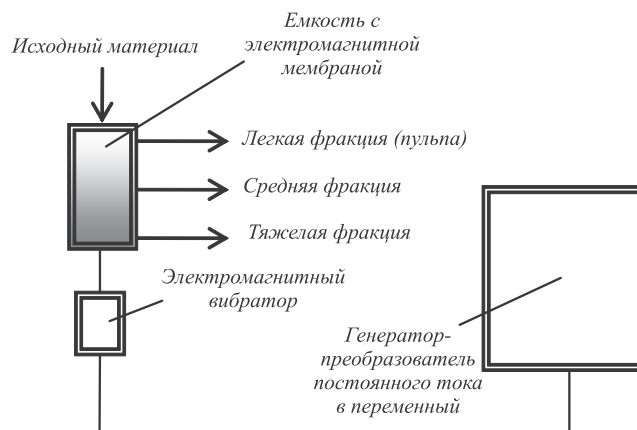 Исходный материал
Емкость с
электромагнитной
мембраной
Легкая фракция (пульпа)
Средняя фракция
Тяжелая фракция
Электромагнитный
вибратор
Генератор-
преобразователь
постоянного тока
в переменный